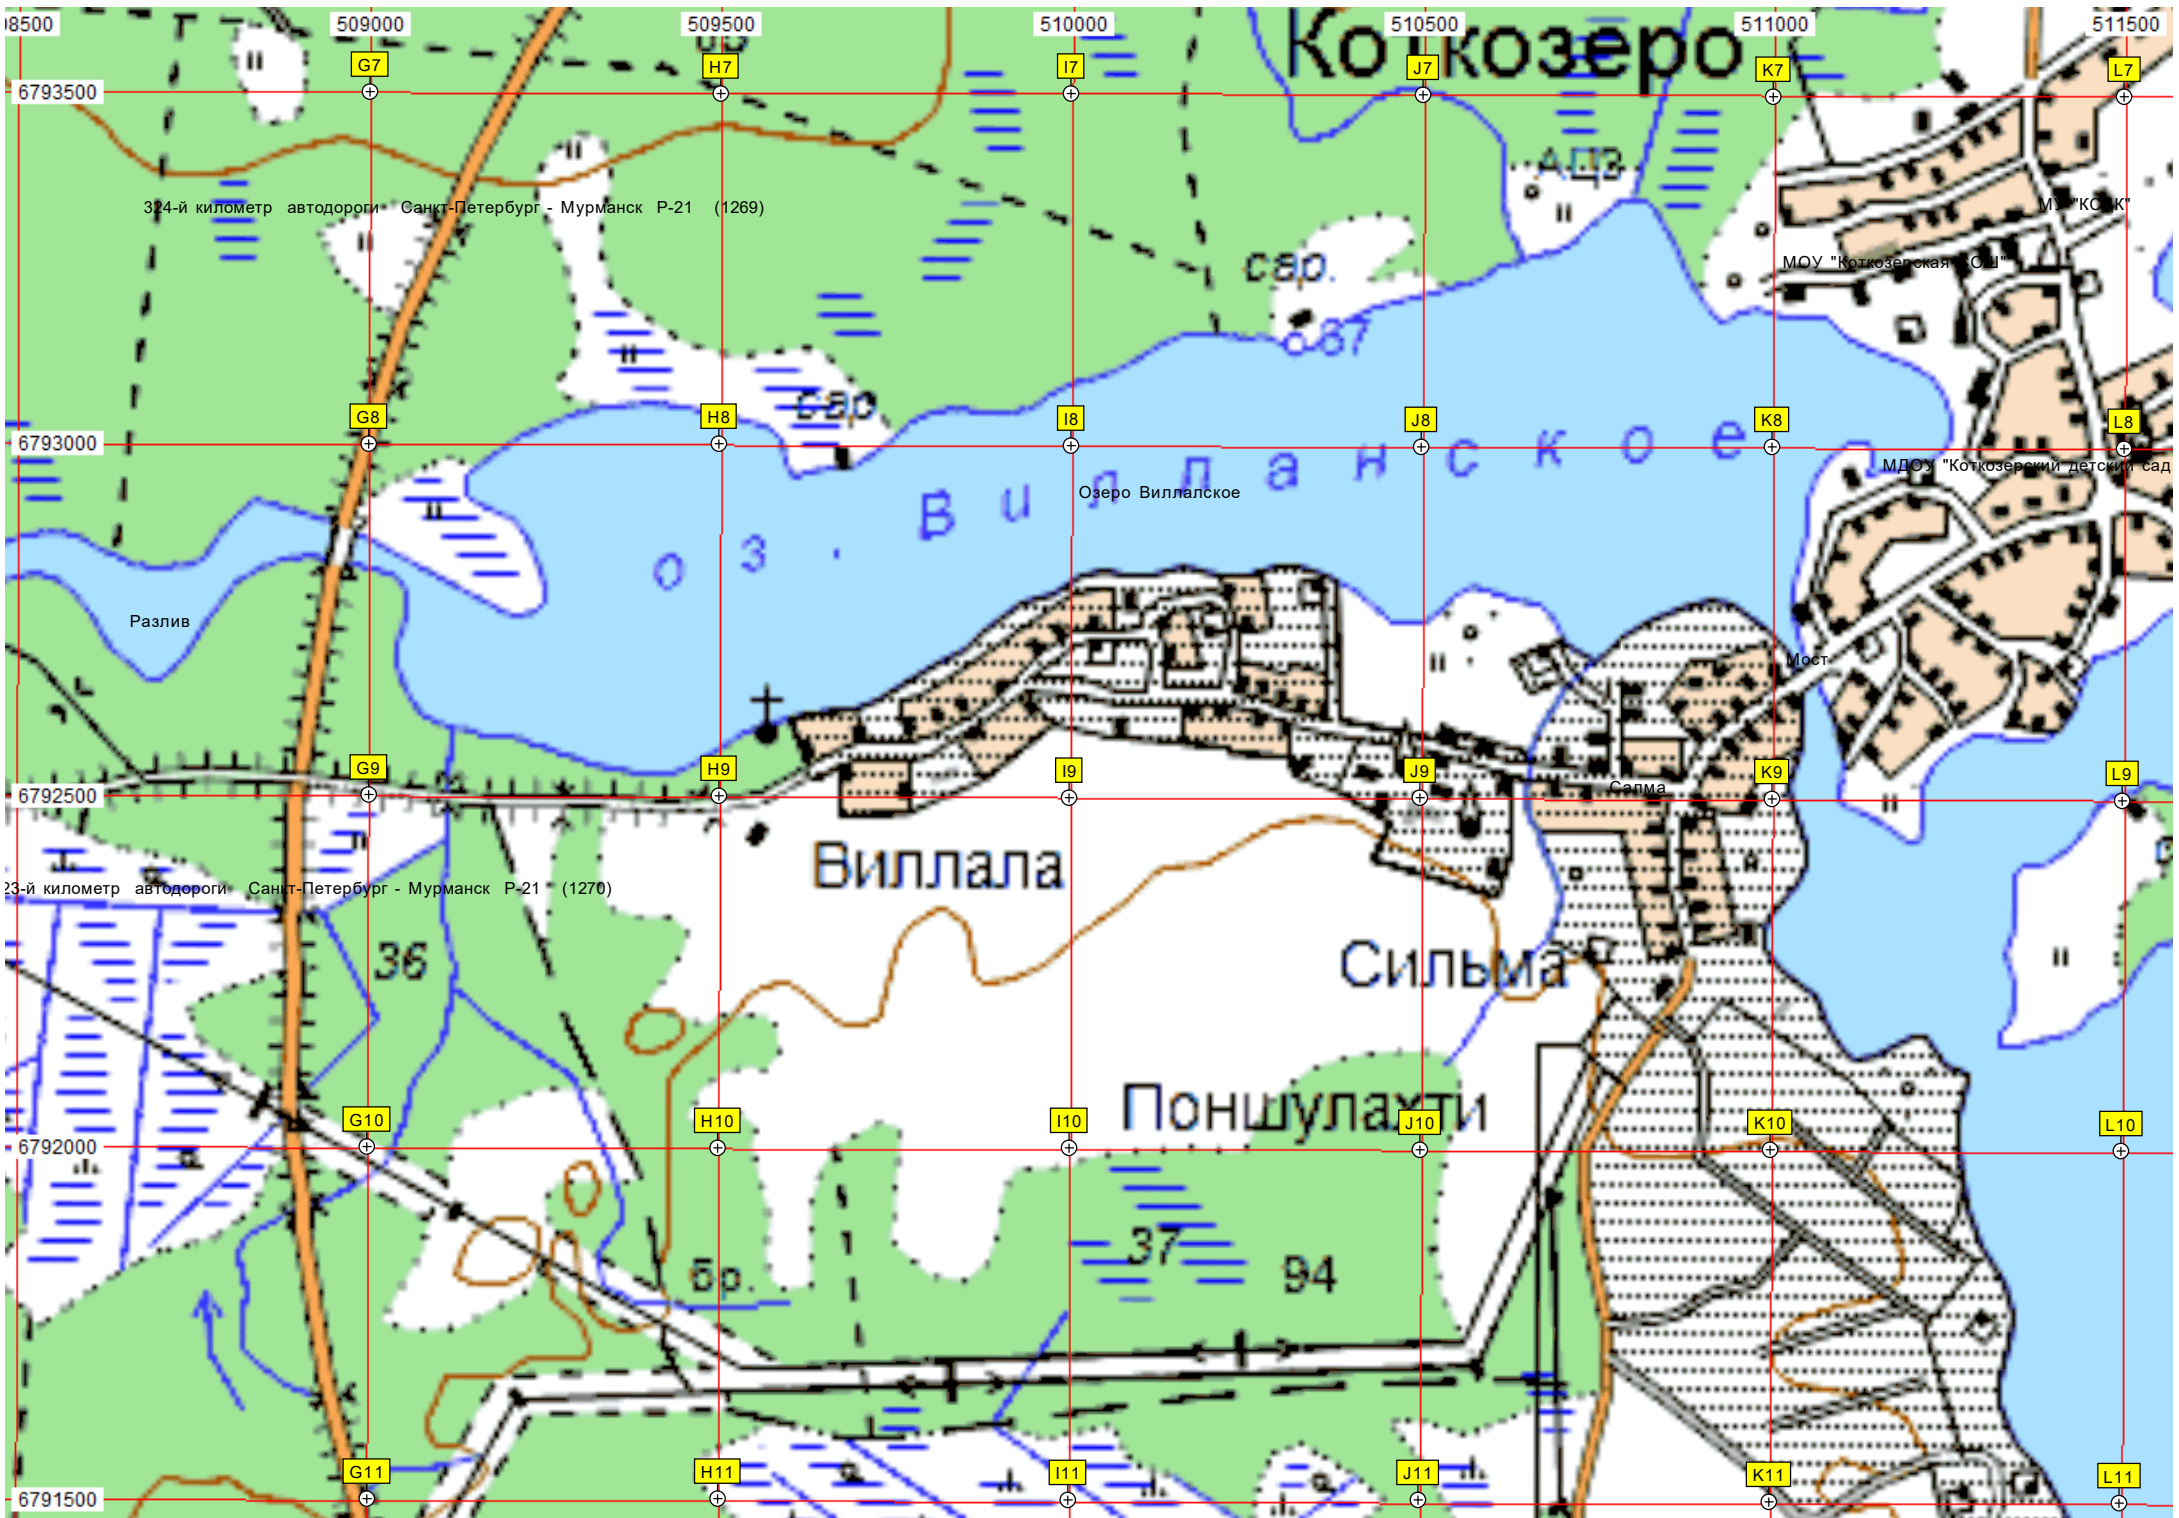 08500 509000 509500 510000 510500 511000 511500
Коткозеро
G7 H7 I7 J7 K7 L7
6793500
АЦЗ
324-й километр автодороги Санкт-Петербург - Мурманск Р-21 (1269)
сар.
МОУ "Коткозерская СОШ"
87
сар
G8 H8 I8 J8 K8 L8
6793000
оз. Виллалское
МДОУ "Коткозерский детский сад
Озеро Виллалское
Разлив
Мост
G9 H9 I9 J9 K9 L9
6792500
Салма
Виллала
23-й километр автодороги Санкт-Петербург - Мурманск Р-21 (1270)
36
Сильма
Поншулахти
G10 H10 I10 J10 K10 L10
6792000
37
бр.
94
G11 H11 I11 J11 K11 L11
6791500